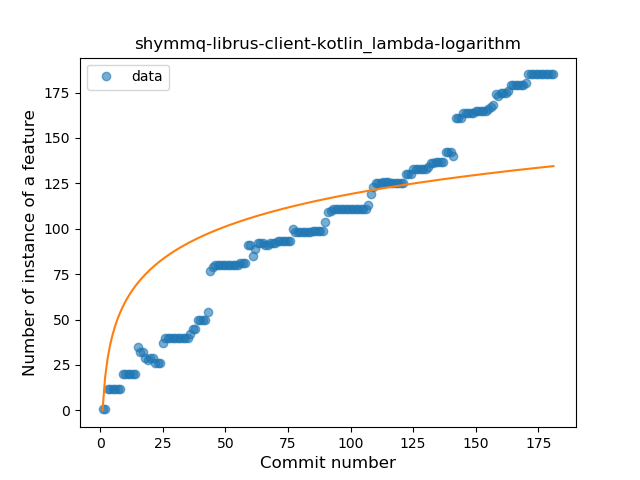 shymmq-librus-client-kotlin_lambda-logarithm
data
Number of instance of a feature
175
150
125
100
75
50
25
0
0 25 50 75 100 125 150 175
Commit number